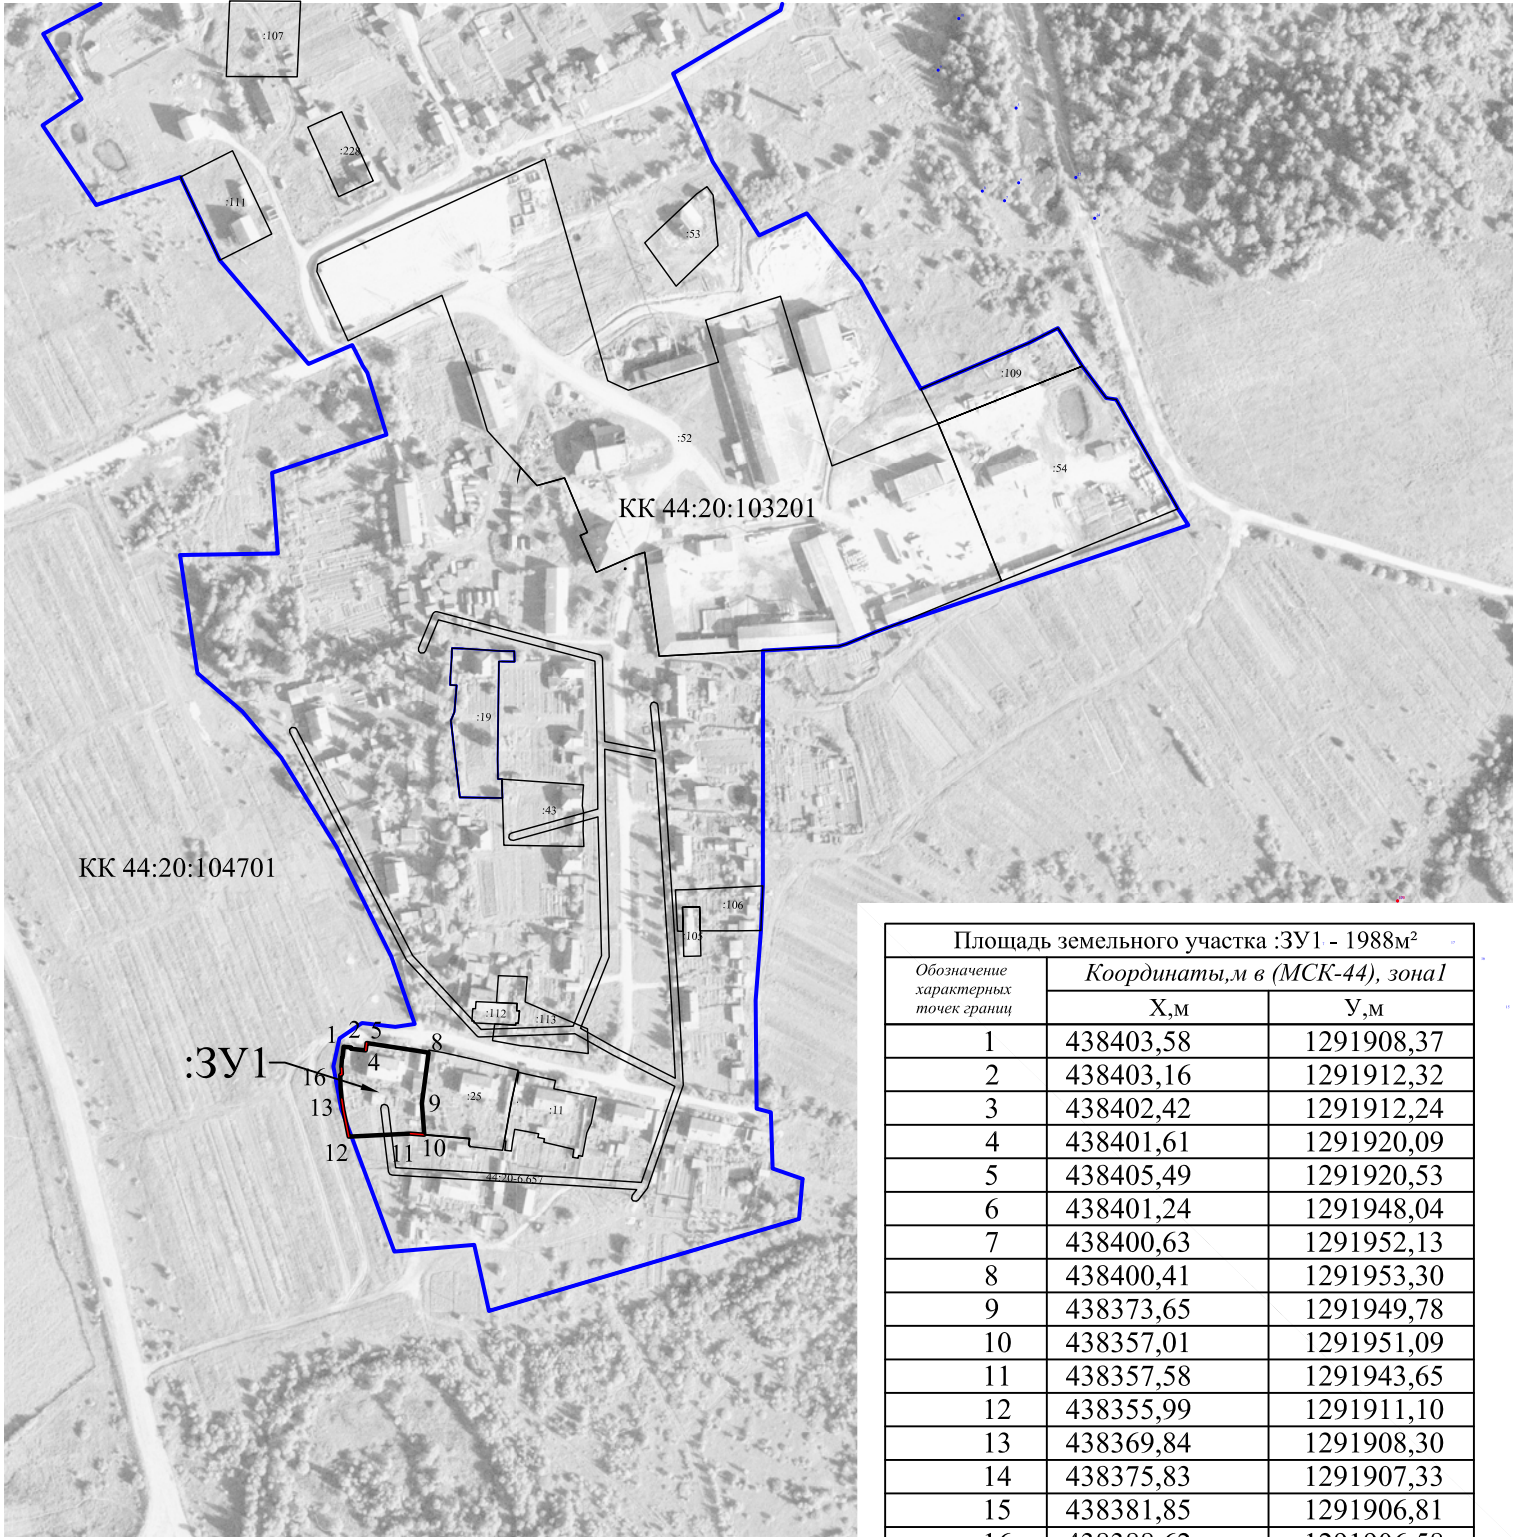 :107
:228
:111
:53
:109
:52
:54
КК 44:20:103201
:19
:43
КК 44:20:104701
:106
:105
:112
:113
1 2 5
8
4
:ЗУ1
16
:25
9
13
:11
12 11 10
44:20-6.657
Площадь земельного участка :ЗУ1 - 1988м²
Обозначение
характерных
точек границ
Координаты,м в (МСК-44), зона1
Х,м У,м
1 438403,58 1291908,37
2 438403,16 1291912,32
3 438402,42 1291912,24
4 438401,61 1291920,09
5 438405,49 1291920,53
6 438401,24 1291948,04
7 438400,63 1291952,13
8 438400,41 1291953,30
9 438373,65 1291949,78
10 438357,01 1291951,09
11 438357,58 1291943,65
12 438355,99 1291911,10
13 438369,84 1291908,30
14 438375,83 1291907,33
15 438381,85 1291906,81